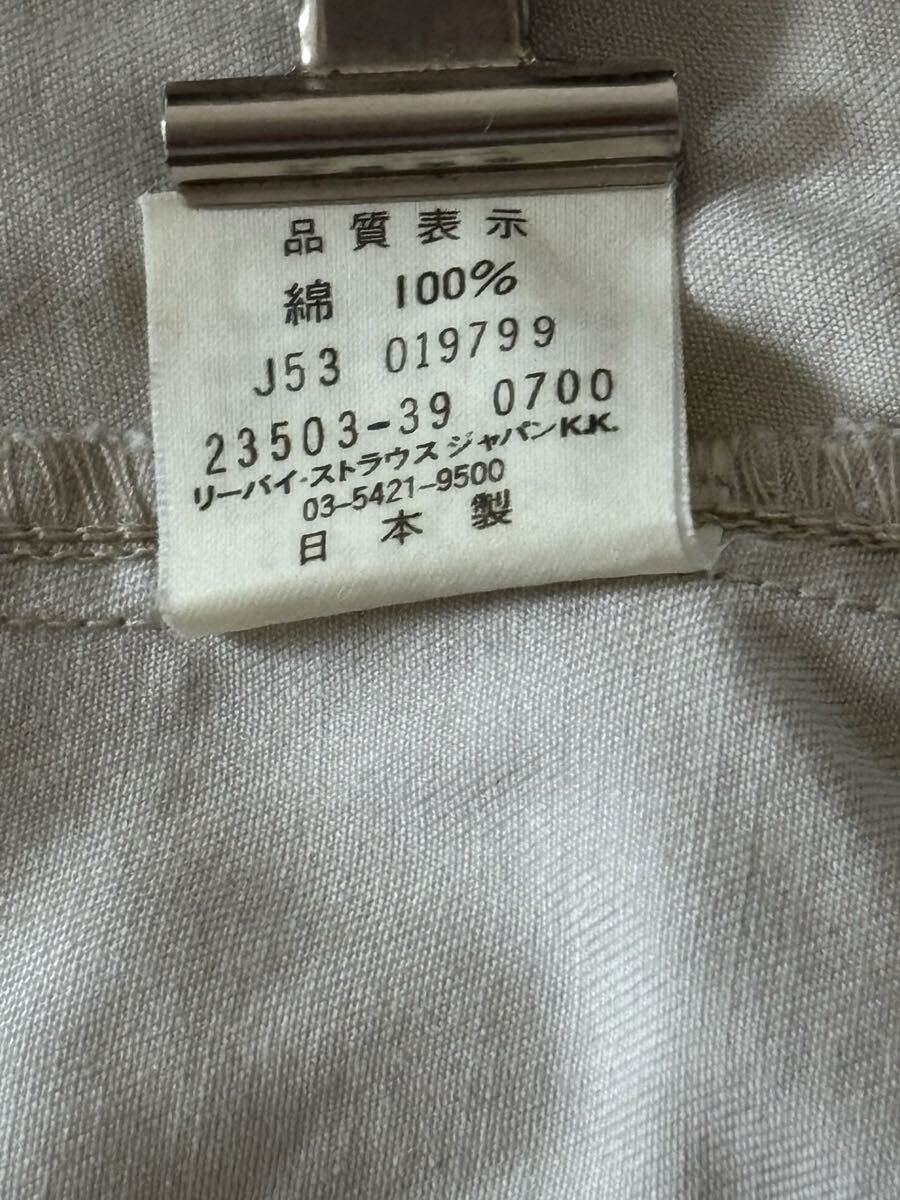 品質表示
綿 100%
J53 019799
23503-39 0700
リーバイ・ストラウス ジャパンK.K.
03-5421-9500
日本製